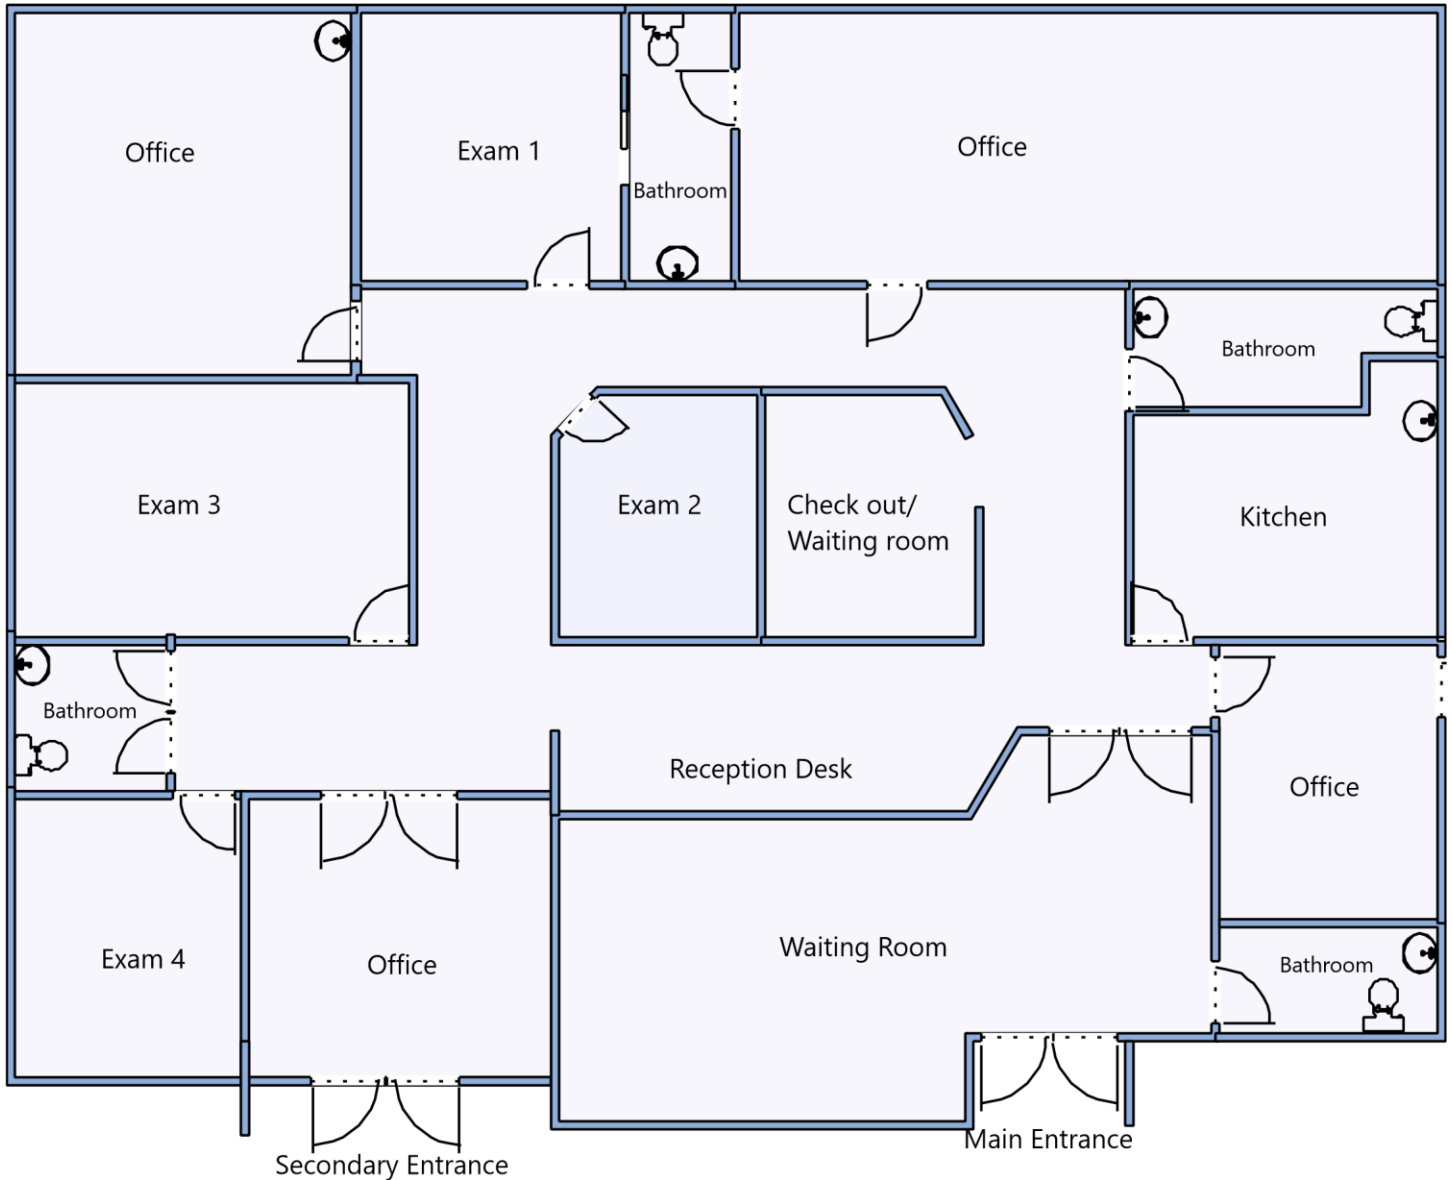 Office
Exam 1
Bathroom
Office
Bathroom
Exam 3
Exam 2
Check out/
Waiting room
Kitchen
Bathroom
Reception Desk
Office
Exam 4
Office
Waiting Room
Bathroom
Main Entrance
Secondary Entrance